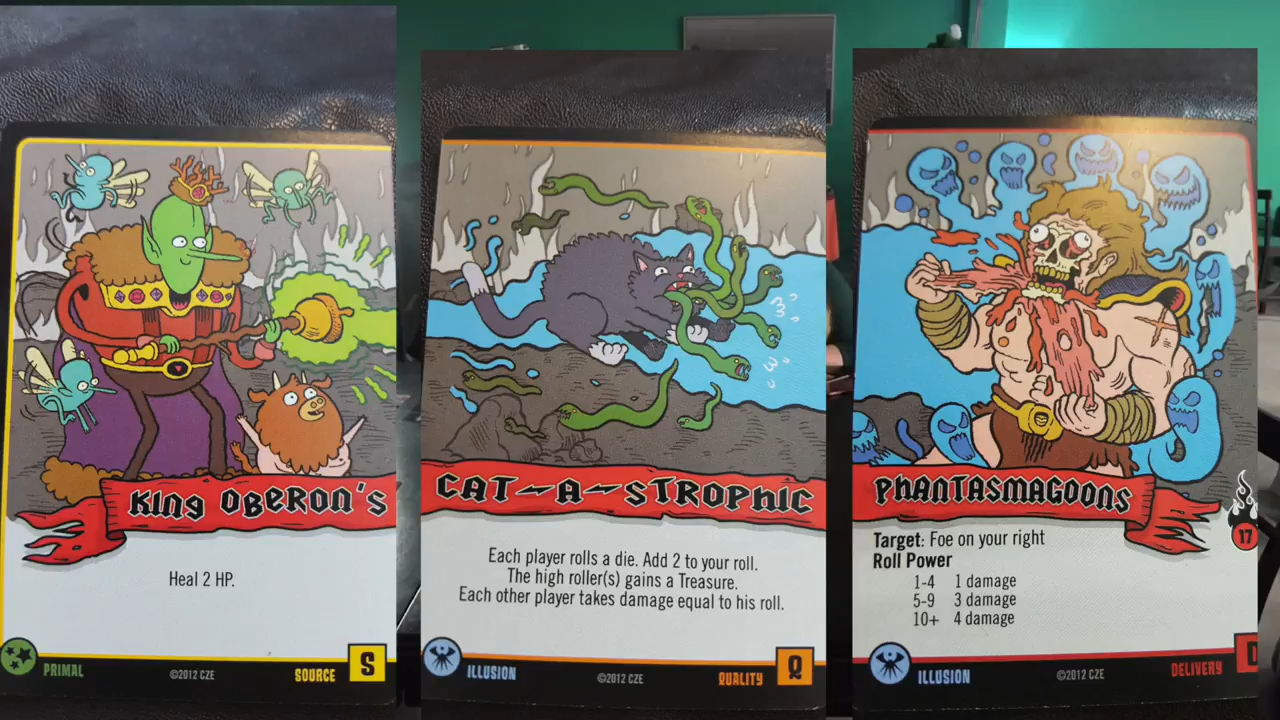 KING OBERON'S
Heal 2 HP.
PRIMAL
©2012 CZE
SOURCE
S
CAT-A-STROPHIC
Each player rolls a die. Add 2 to your roll.
The high roller(s) gains a Treasure.
Each other player takes damage equal to his roll.
ILLUSION
©2012 CZE
QUALITY
Q
PHANTASMAGOONS
17
Target: Foe on your right
Roll Power
1-4 1 damage
5-9 3 damage
10+ 4 damage
ILLUSION
©2012 CZE
DELIVERY